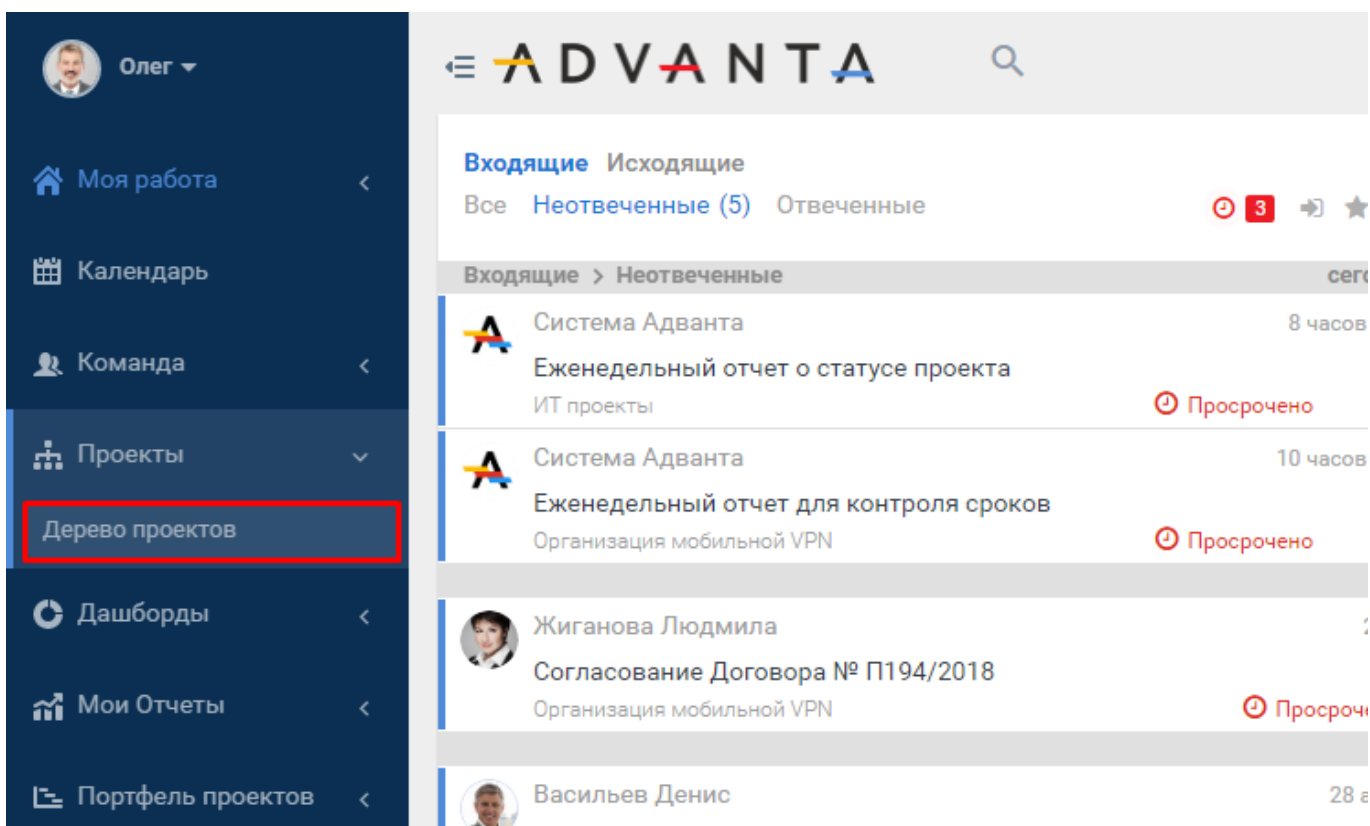 Олег
ADVANTA
Моя работа
Календарь
Команда
Проекты
Дерево проектов
Дашборды
Мои Отчеты
Портфель проектов
Входящие Исходящие
Все Неотвеченные (5) Отвеченные
3
Входящие > Неотвеченные
Система Адванта
8 часов
Еженедельный отчет о статусе проекта
ИТ проекты
Просрочено
Система Адванта
10 часов
Еженедельный отчет для контроля сроков
Организация мобильной VPN
Просрочено
Жиганова Людмила
Согласование Договора № П194/2018
Организация мобильной VPN
Васильев Денис
28